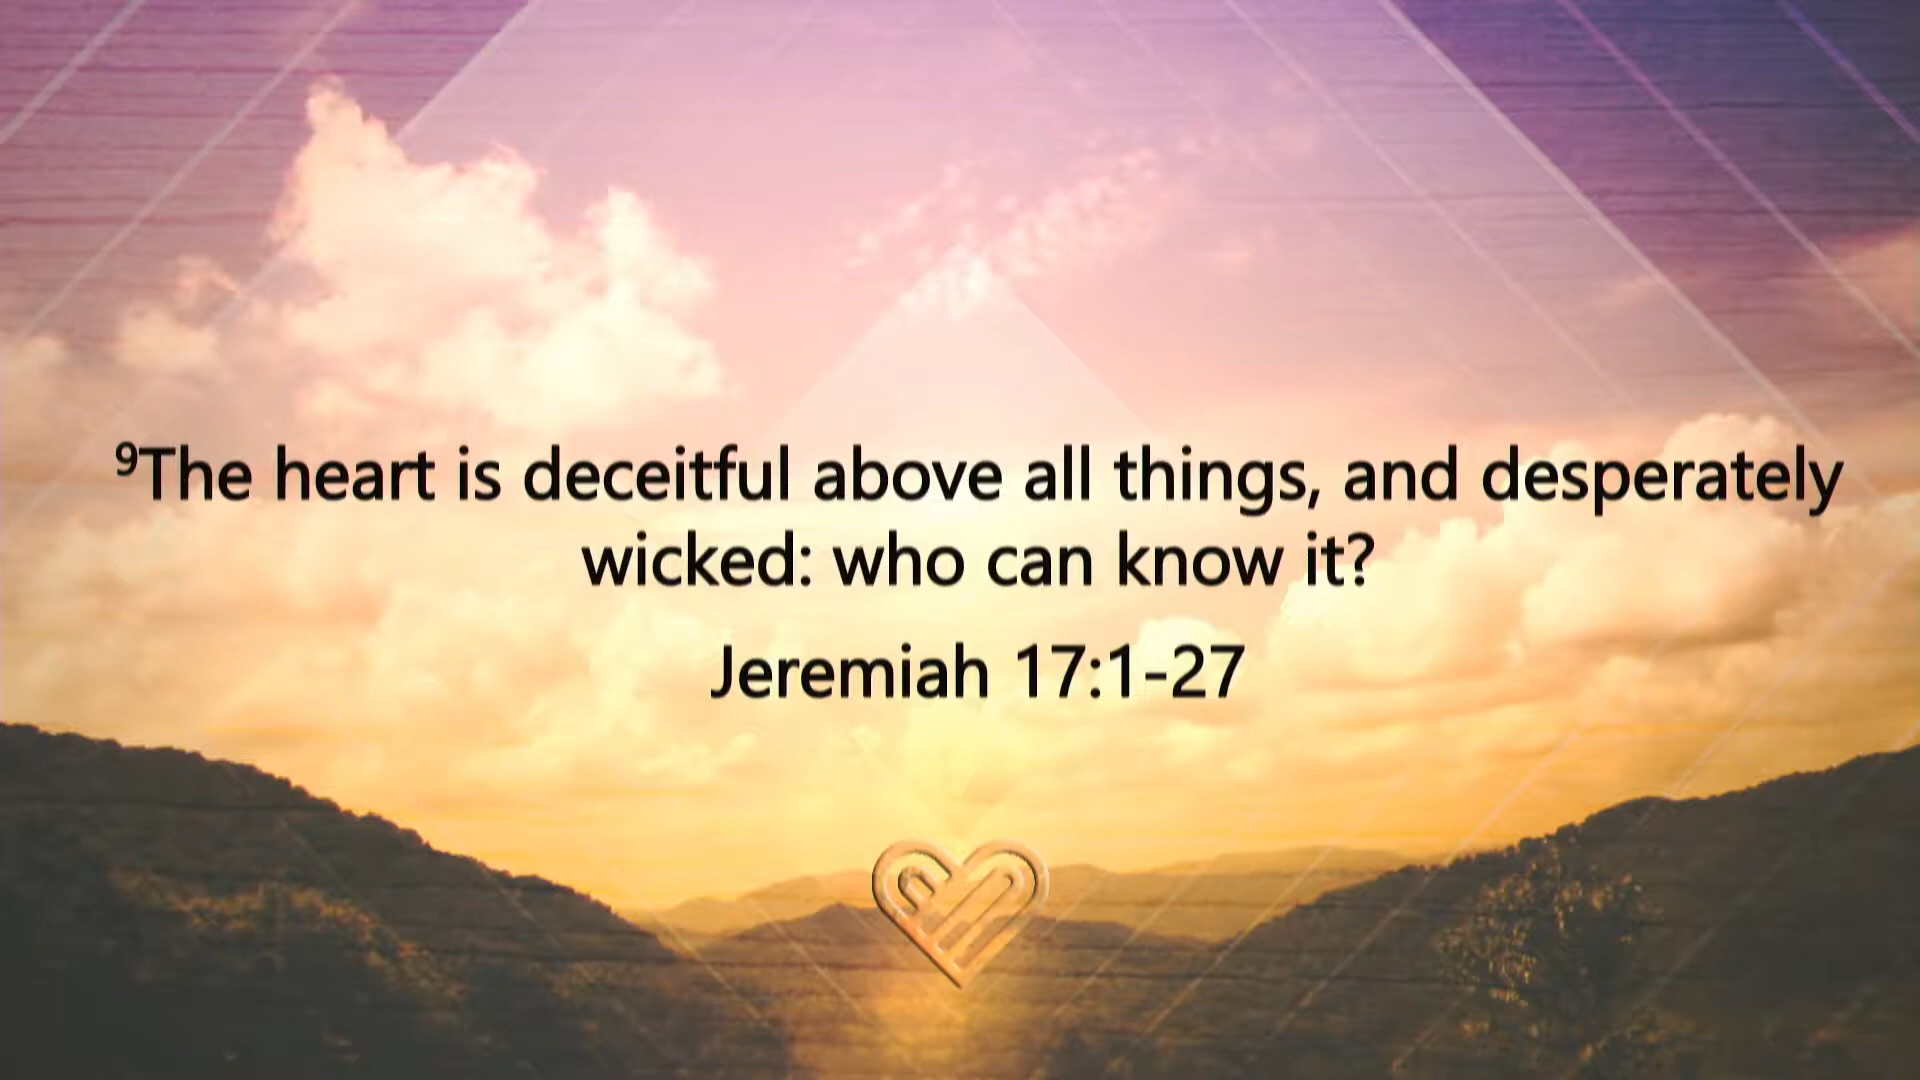 ⁹The heart is deceitful above all things, and desperately
wicked: who can know it?
Jeremiah 17:1-27